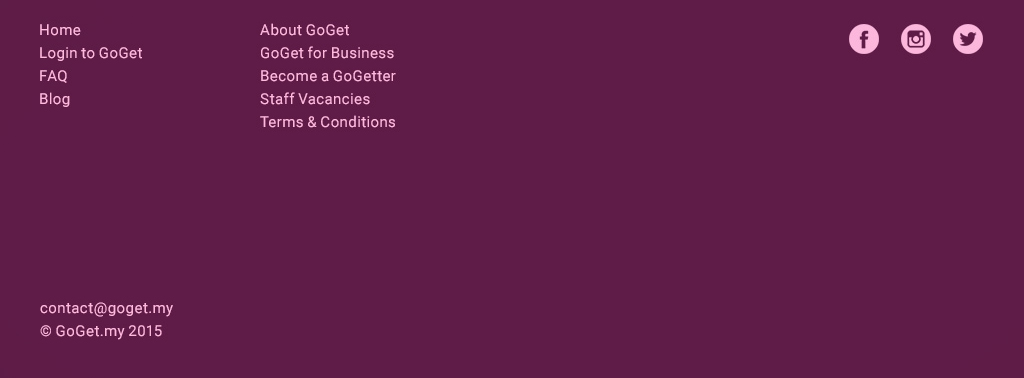 Home
Login to GoGet
FAQ
Blog
About GoGet
GoGet for Business
Become a GoGetter
Staff Vacancies
Terms & Conditions
contact@goget.my
© GoGet.my 2015